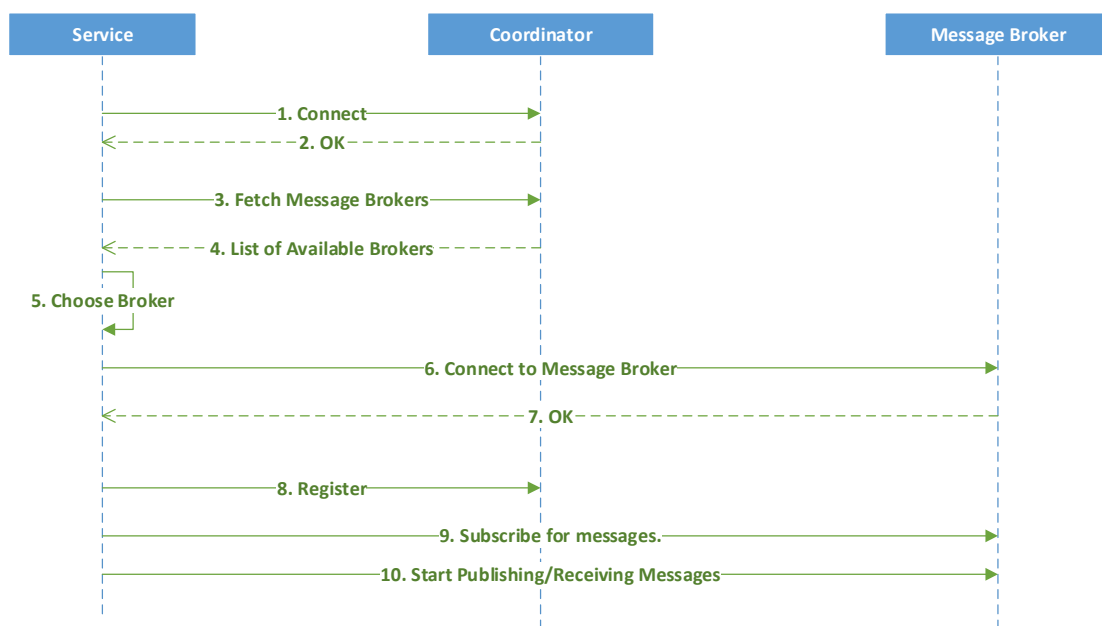 Service
Coordinator
Message Broker
1. Connect
2. OK
3. Fetch Message Brokers
4. List of Available Brokers
5. Choose Broker
6. Connect to Message Broker
7. OK
8. Register
9. Subscribe for messages.
10. Start Publishing/Receiving Messages